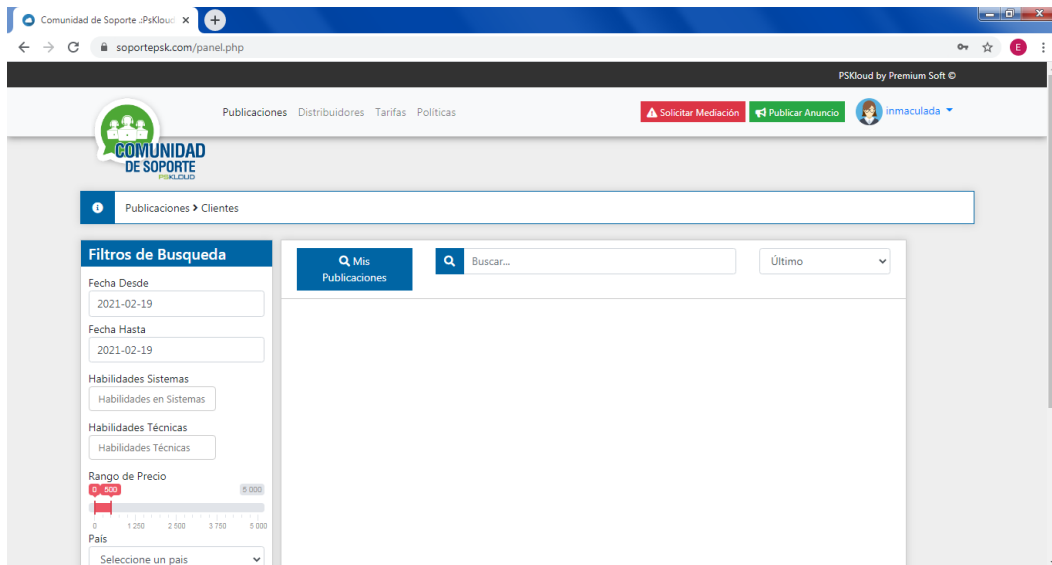 Comunidad de Soporte .:PsKloud
soportepsk.com/panel.php
E
PSKloud by Premium Soft ©
COMUNIDAD
DE SOPORTE
PSKLOUD
Publicaciones Distribuidores Tarifas Políticas
Solicitar Mediación
Publicar Anuncio
inmaculada
Publicaciones > Clientes
Filtros de Busqueda
Fecha Desde
2021-02-19
Fecha Hasta
2021-02-19
Habilidades Sistemas
Habilidades en Sistemas
Habilidades Técnicas
Habilidades Técnicas
Rango de Precio
0 500 5 000
0 1 250 2 500 3 750 5 000
País
Seleccione un pais
Mis
Publicaciones
Buscar...
Último